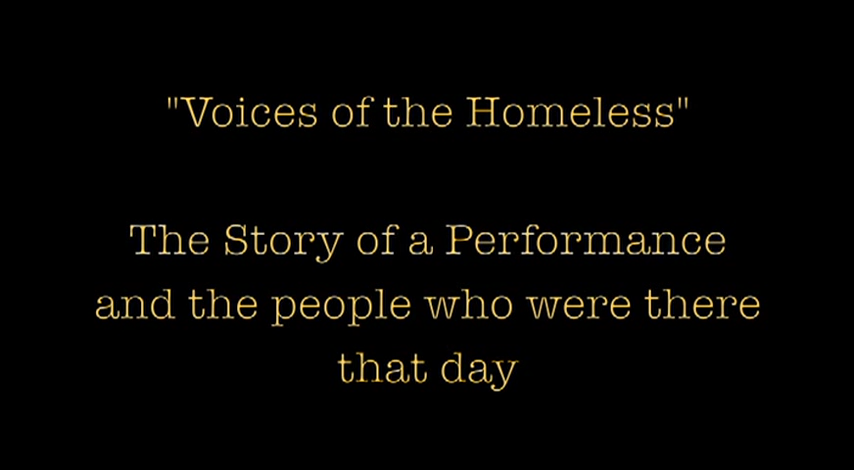 "Voices of the Homeless"
The Story of a Performance
and the people who were there
that day